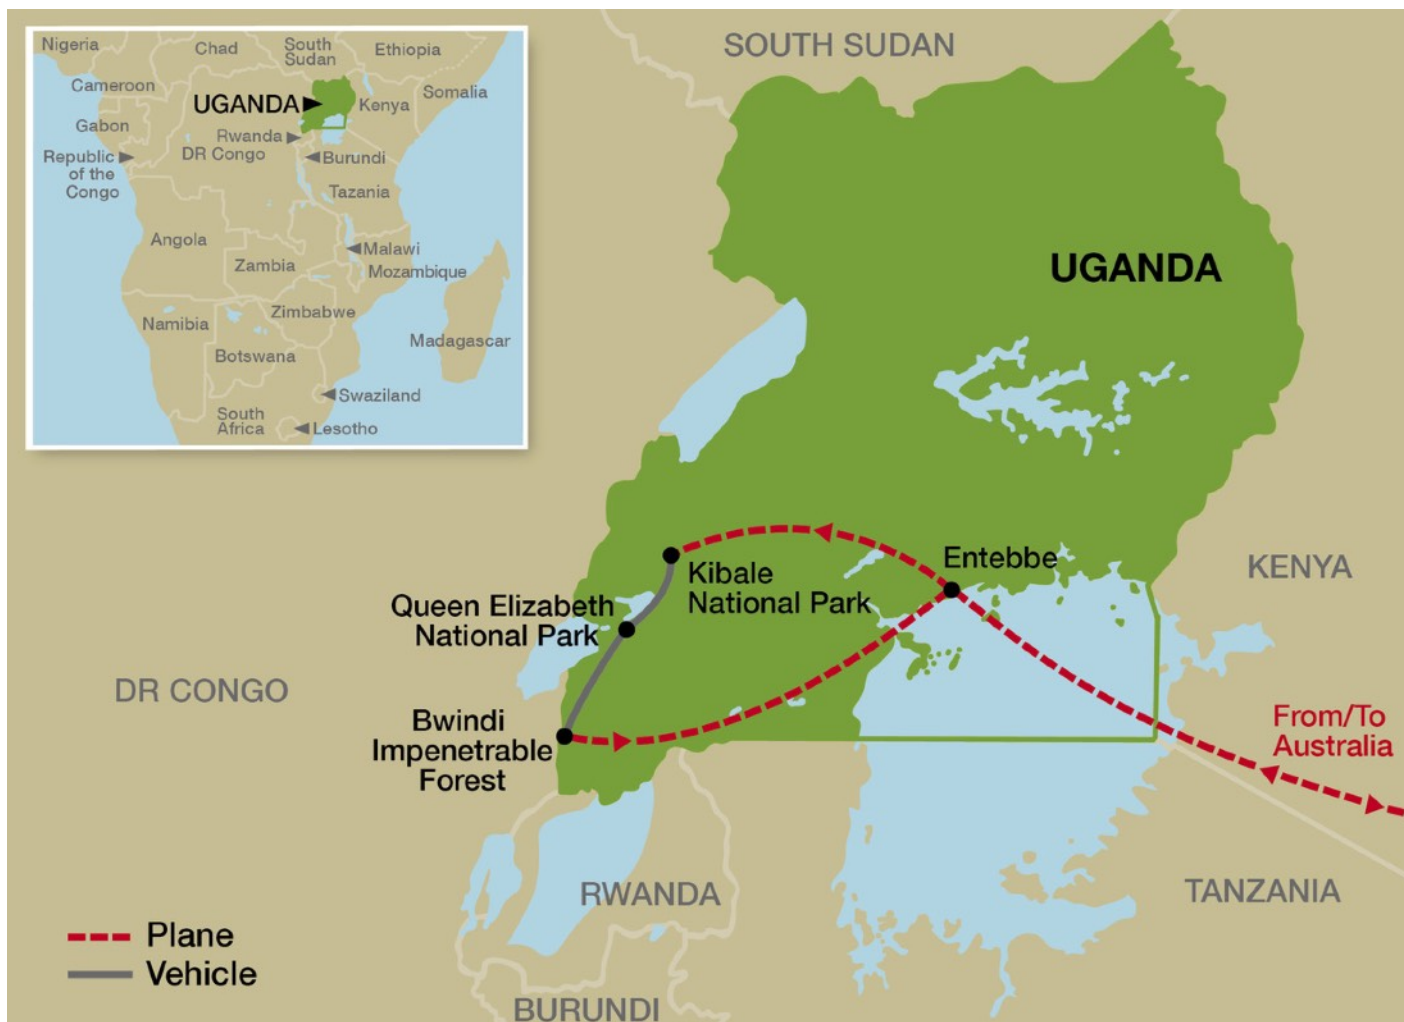 Nigeria
Chad
South
Sudan
Ethiopia
Cameroon
UGANDA
Kenya
Somalia
Gabon
Rwanda
DR Congo
Burundi
Republic
of the
Congo
Tazania
Angola
Malawi
Zambia
Mozambique
Namibia
Zimbabwe
Botswana
Madagascar
Swaziland
South
Africa
Lesotho
SOUTH SUDAN
UGANDA
Entebbe
KENYA
Kibale
National Park
Queen Elizabeth
National Park
DR CONGO
Bwindi
Impenetrable
Forest
From/To
Australia
RWANDA
TANZANIA
Plane
Vehicle
BURUNDI